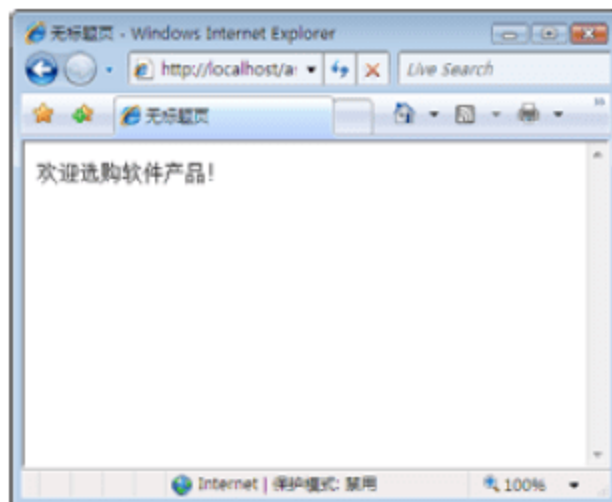 无标题页 - Windows Internet Explorer
http://localhost/a
Live Search
无标题页
欢迎选购软件产品！
Internet | 保护模式: 禁用
100%